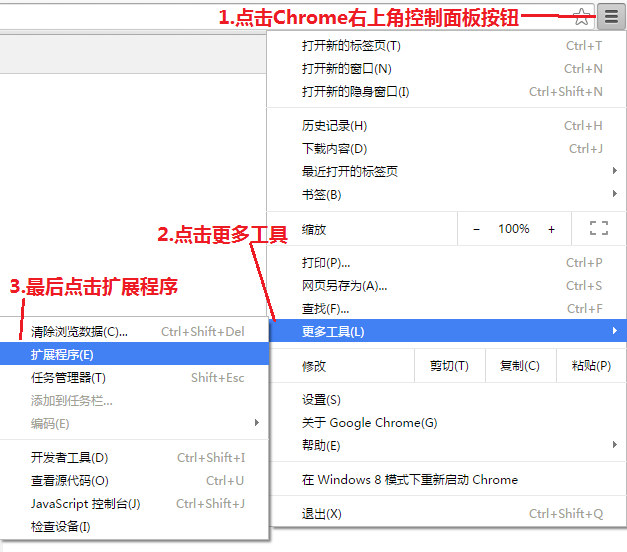 1.点击Chrome右上角控制面板按钮
打开新的标签页(T) Ctrl+T
打开新的窗口(N) Ctrl+N
打开新的隐身窗口(I) Ctrl+Shift+N
历史记录(H) Ctrl+H
下载内容(D) Ctrl+J
最近打开的标签页
书签(B)
缩放 − 100% +
2.点击更多工具
打印(P)... Ctrl+P
网页另存为(A)... Ctrl+S
查找(F)... Ctrl+F
更多工具(L)
3.最后点击扩展程序
清除浏览数据(C)... Ctrl+Shift+Del
扩展程序(E)
任务管理器(T) Shift+Esc
添加到任务栏...
编码(E)
开发者工具(D) Ctrl+Shift+I
查看源代码(O) Ctrl+U
JavaScript 控制台(J) Ctrl+Shift+J
检查设备(I)
修改 剪切(T) 复制(C) 粘贴(P)
设置(S)
关于 Google Chrome(G)
帮助(E)
在 Windows 8 模式下重新启动 Chrome
退出(X) Ctrl+Shift+Q